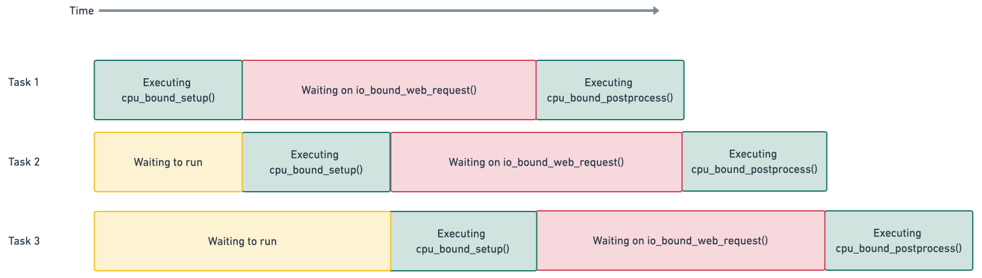 Time
Task 1
Executing
cpu_bound_setup()
Waiting on io_bound_web_request()
Executing
cpu_bound_postprocess()
Task 2
Waiting to run
Executing
cpu_bound_setup()
Waiting on io_bound_web_request()
Executing
cpu_bound_postprocess()
Task 3
Waiting to run
Executing
cpu_bound_setup()
Waiting on io_bound_web_request()
Executing
cpu_bound_postprocess()